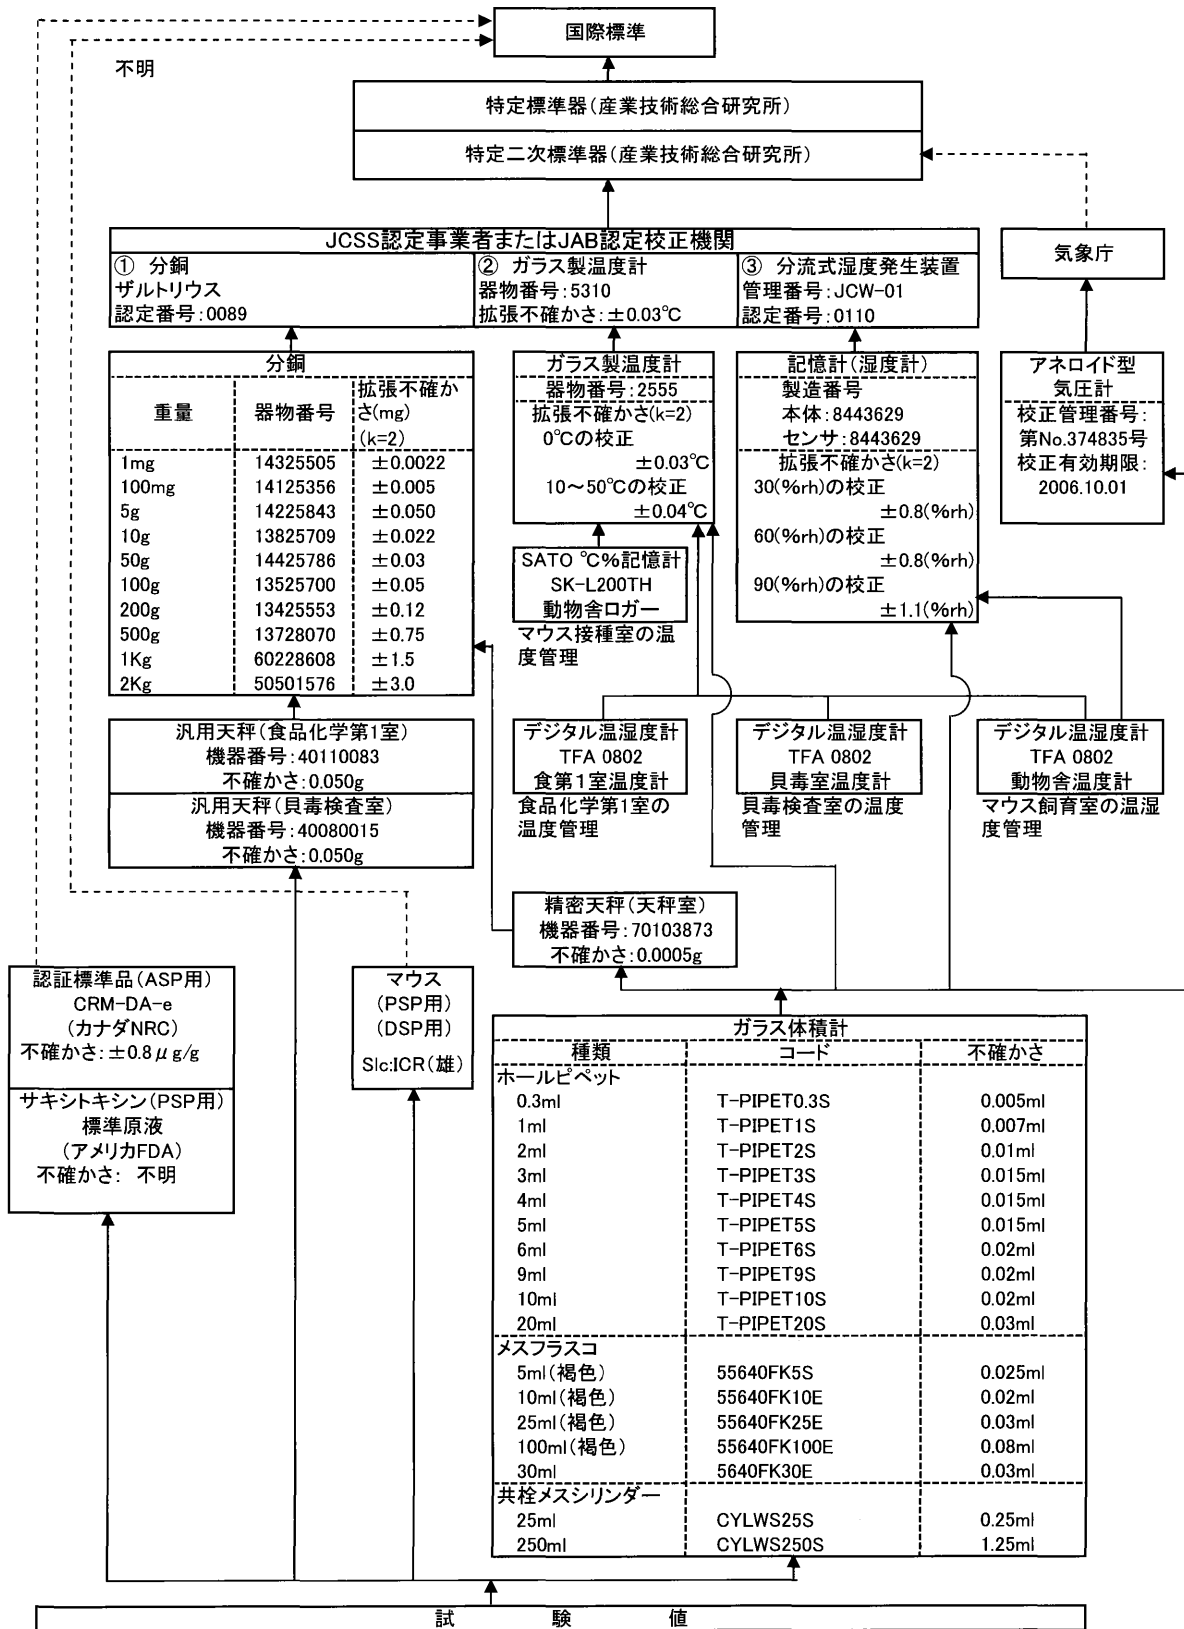 国際標準
不明
特定標準器(産業技術総合研究所)
特定二次標準器(産業技術総合研究所)
JCSS認定事業者またはJAB認定校正機関
① 分銅
ザルトリウス
認定番号:0089
② ガラス製温度計
器物番号:5310
拡張不確かさ:±0.03℃
③ 分流式湿度発生装置
管理番号:JCW-01
認定番号:0110
気象庁
分銅
重量 器物番号 拡張不確かさ(mg)(k=2)
1mg 14325505 ±0.0022
100mg 14125356 ±0.005
5g 14225843 ±0.050
10g 13825709 ±0.022
50g 14425786 ±0.03
100g 13525700 ±0.05
200g 13425553 ±0.12
500g 13728070 ±0.75
1Kg 60228608 ±1.5
2Kg 50501576 ±3.0
ガラス製温度計
器物番号:2555
拡張不確かさ(k=2)
0℃の校正
±0.03℃
10～50℃の校正
±0.04℃
記憶計(湿度計)
製造番号
本体:8443629
センサ:8443629
拡張不確かさ(k=2)
30(%rh)の校正
±0.8(%rh)
60(%rh)の校正
±0.8(%rh)
90(%rh)の校正
±1.1(%rh)
アネロイド型
気圧計
校正管理番号:
第No.374835号
校正有効期限:
2006.10.01
SATO ℃%記憶計
SK-L200TH
動物舎ロガー
マウス接種室の温
度管理
汎用天秤(食品化学第1室)
機器番号:40110083
不確かさ:0.050g
汎用天秤(貝毒検査室)
機器番号:40080015
不確かさ:0.050g
デジタル温湿度計
TFA 0802
食第1室温度計
食品化学第1室の
温度管理
デジタル温湿度計
TFA 0802
貝毒室温度計
貝毒検査室の温度
管理
デジタル温湿度計
TFA 0802
動物舎温度計
マウス飼育室の温湿
度管理
精密天秤(天秤室)
機器番号:70103873
不確かさ:0.0005g
認証標準品(ASP用)
CRM-DA-e
(カナダNRC)
不確かさ:±0.8μg/g
サキシトキシン(PSP用)
標準原液
(アメリカFDA)
不確かさ: 不明
マウス
(PSP用)
(DSP用)
Slc:ICR(雄)
ガラス体積計
種類 コード 不確かさ
ホールピペット
0.3ml T-PIPET0.3S 0.005ml
1ml T-PIPET1S 0.007ml
2ml T-PIPET2S 0.01ml
3ml T-PIPET3S 0.015ml
4ml T-PIPET4S 0.015ml
5ml T-PIPET5S 0.015ml
6ml T-PIPET6S 0.02ml
9ml T-PIPET9S 0.02ml
10ml T-PIPET10S 0.02ml
20ml T-PIPET20S 0.03ml
メスフラスコ
5ml(褐色) 55640FK5S 0.025ml
10ml(褐色) 55640FK10E 0.02ml
25ml(褐色) 55640FK25E 0.03ml
100ml(褐色) 55640FK100E 0.08ml
30ml 5640FK30E 0.03ml
共栓メスシリンダー
25ml CYLWS25S 0.25ml
250ml CYLWS250S 1.25ml
試 験 値